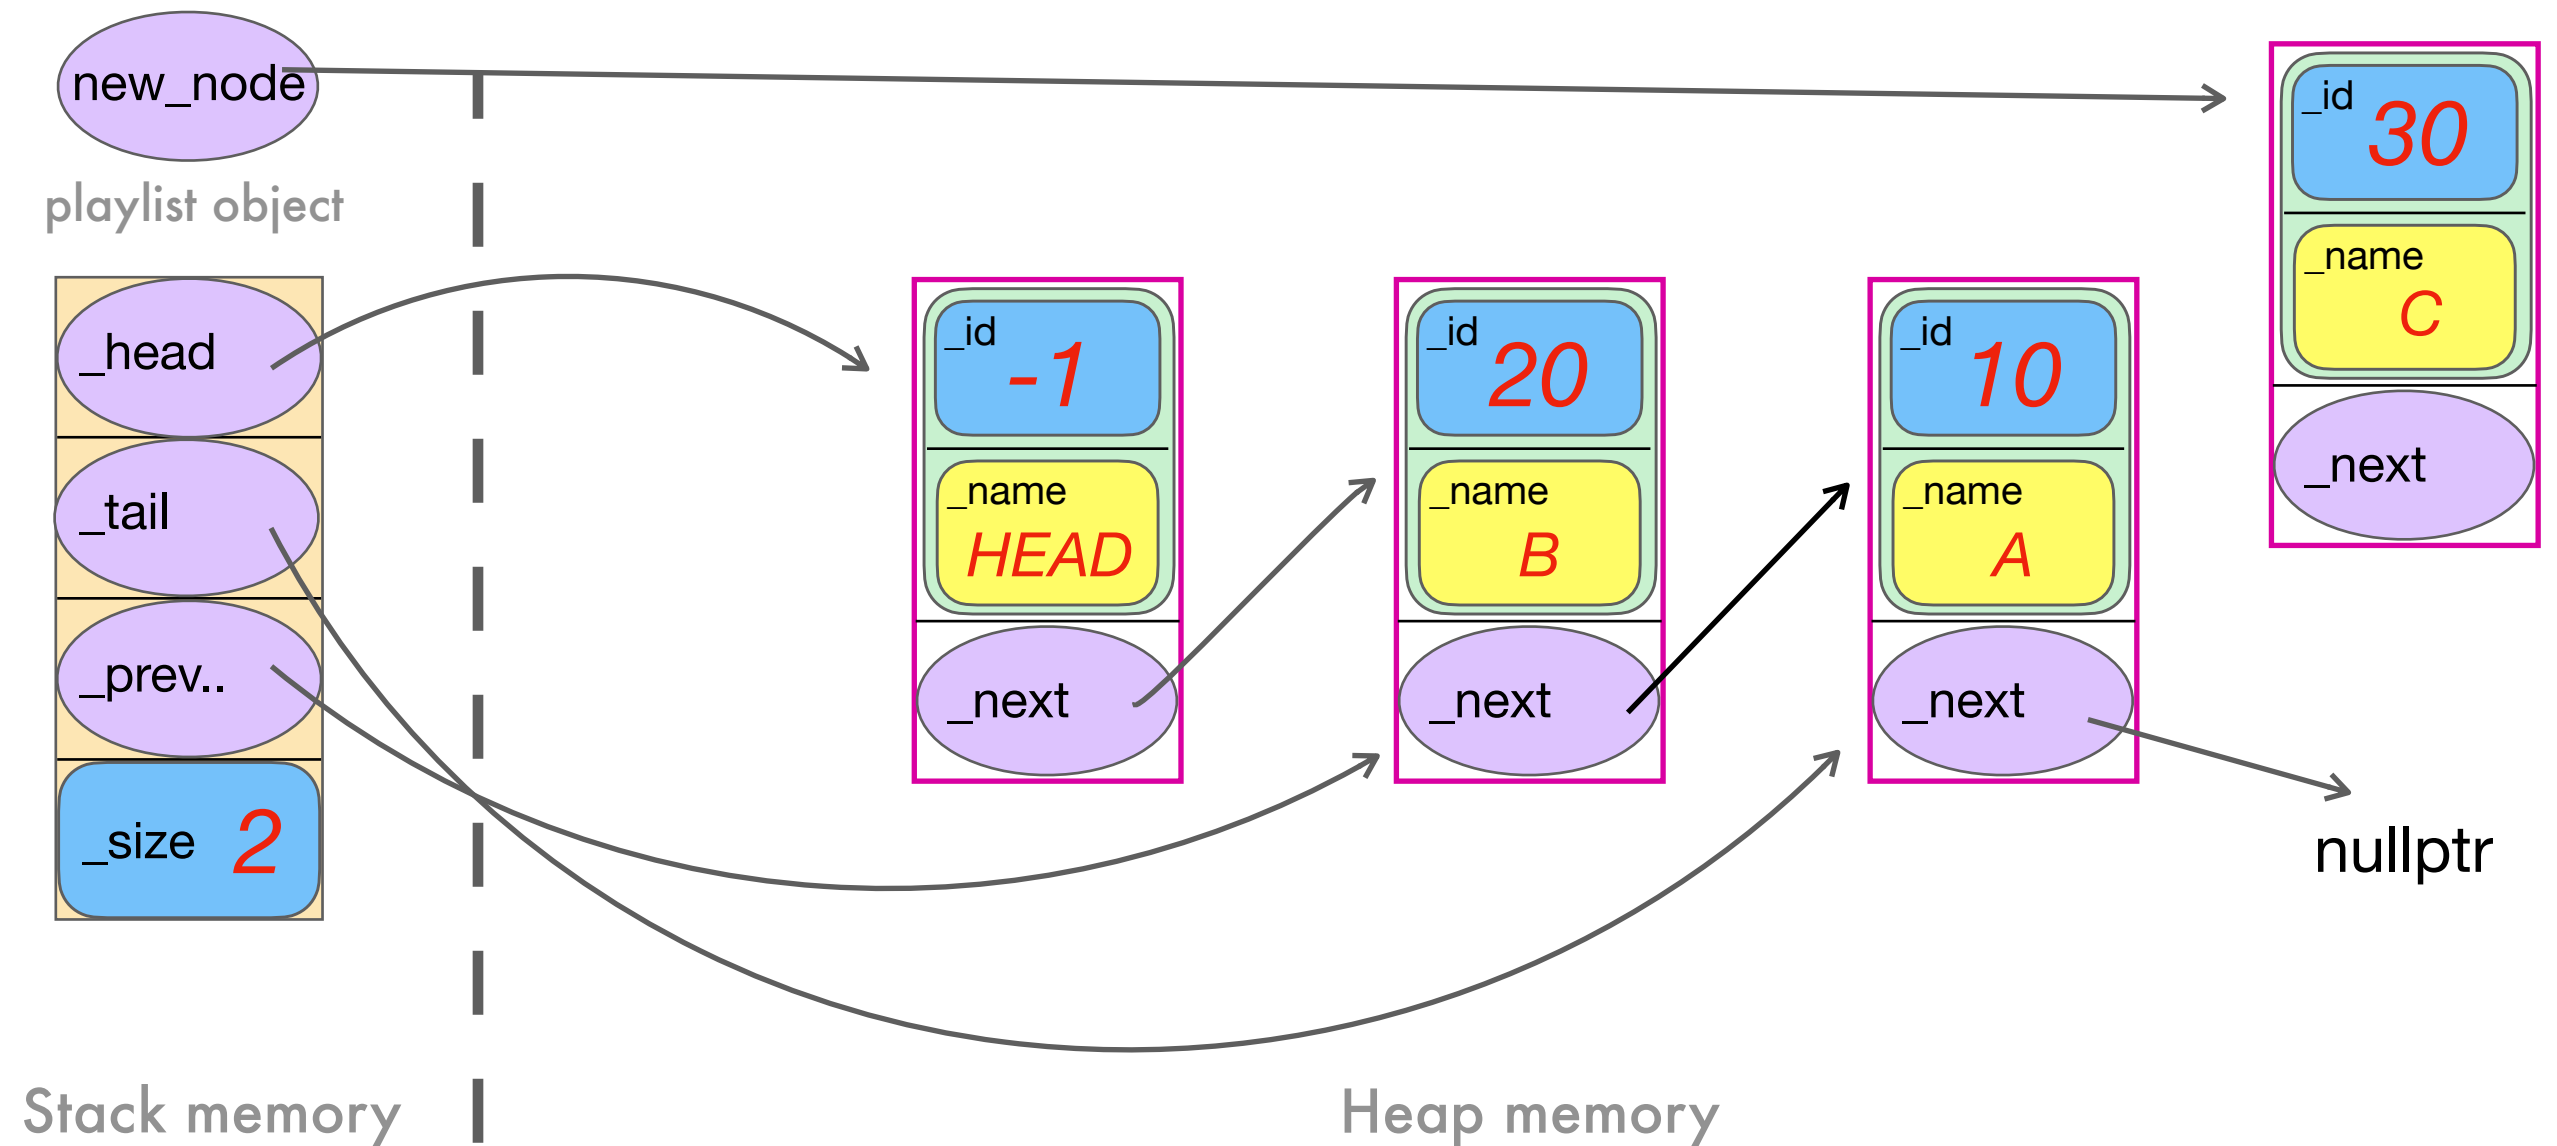 new_node
playlist object
_head
_tail
_prev..
_size 2
_id -1
_name
HEAD
_next
_id 20
_name
B
_next
_id 10
_name
A
_next
_id 30
_name
C
_next
nullptr
Stack memory
Heap memory